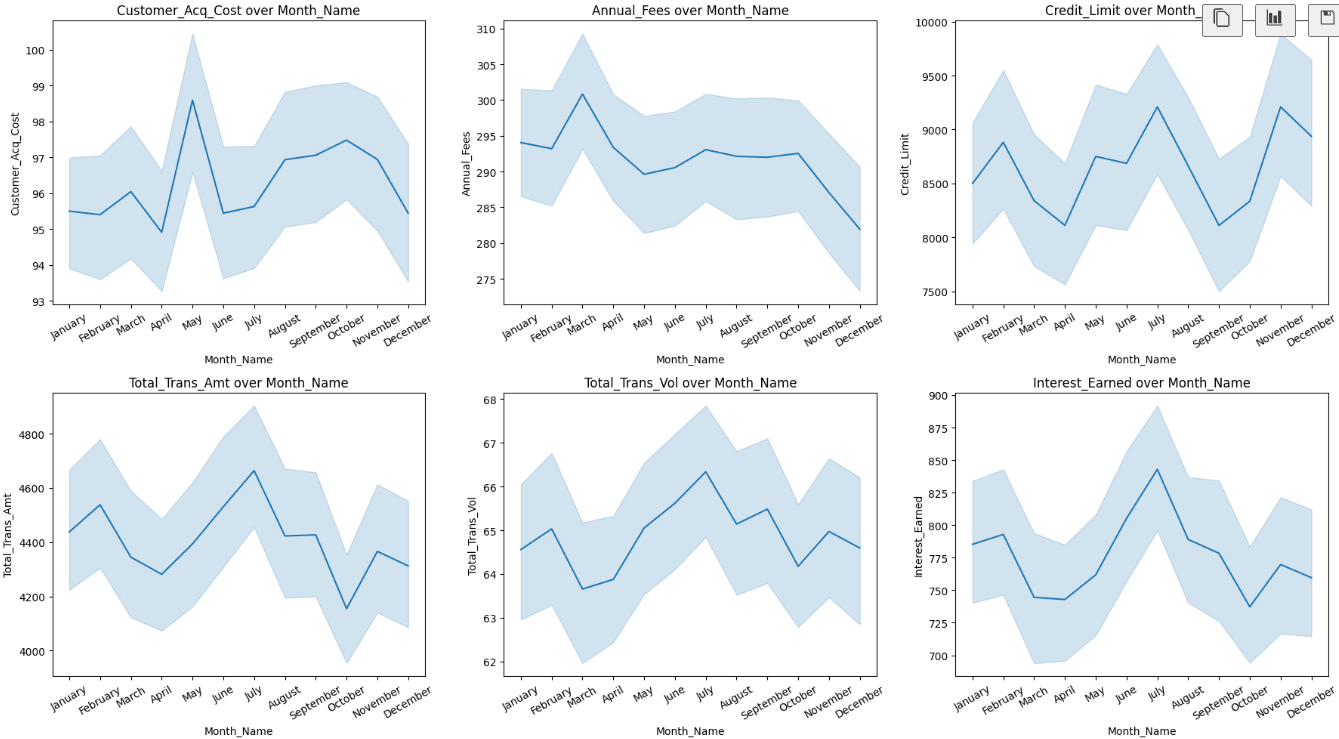 Customer_Acq_Cost over Month_Name
100
99
98
97
96
95
94
93
Customer_Acq_Cost
January
February
March
April
May
June
July
August
September
October
November
December
Month_Name
Annual_Fees over Month_Name
310
305
300
295
290
285
280
275
Annual_Fees
January
February
March
April
May
June
July
August
September
October
November
December
Month_Name
Credit_Limit over Month_
10000
9500
9000
8500
8000
7500
Credit_Limit
January
February
March
April
May
June
July
August
September
October
November
December
Month_Name
Total_Trans_Amt over Month_Name
4800
4600
4400
4200
4000
Total_Trans_Amt
January
February
March
April
May
June
July
August
September
October
November
December
Month_Name
Total_Trans_Vol over Month_Name
68
67
66
65
64
63
62
Total_Trans_Vol
January
February
March
April
May
June
July
August
September
October
November
December
Month_Name
Interest_Earned over Month_Name
900
875
850
825
800
775
750
725
700
Interest_Earned
January
February
March
April
May
June
July
August
September
October
November
December
Month_Name